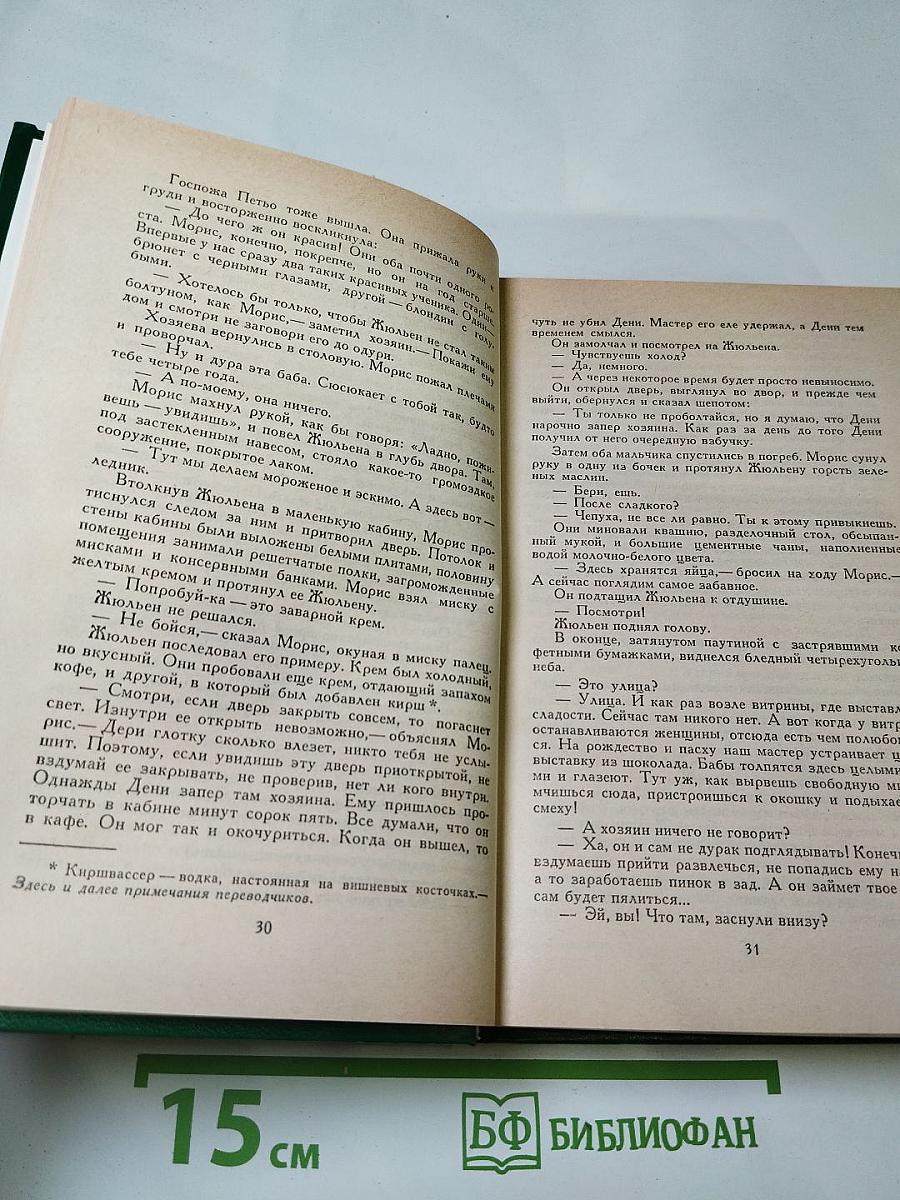 Госпожа Петьо тоже вышла. Она прижала руки к
груди и восторженно воскликнула:
— До чего ж он красив! Они оба почти одного ро-
ста. Морис, конечно, покрепче, но он на год старше.
Впервые у нас сразу два таких красивых ученика. Один—
брюнет с черными глазами, другой — блондин с голу-
быми.
— Хотелось бы только, чтобы Жюльен не стал таким
болтуном, как Морис,— заметил хозяин.— Покажи ему
дом и смотри не заговори его до одури.
Хозяева вернулись в столовую. Морис пожал плечами
и проворчал.
— Ну и дура эта баба. Сюсюкает с тобой так, будто
тебе четыре года.
— А по-моему, она ничего.
Морис махнул рукой, как бы говоря: «Ладно, пожи-
вешь — увидишь», и повел Жюльена в глубь двора. Там,
под застекленным навесом, стояло какое-то громоздкое
сооружение, покрытое лаком.
— Тут мы делаем мороженое и эскимо. А здесь вот —
ледник.
Втолкнув Жюльена в маленькую кабину, Морис про-
тиснулся следом за ним и притворил дверь. Потолок и
стены кабины были выложены белыми плитами, половину
помещения занимали решетчатые полки, загроможденные
мисками и консервными банками. Морис взял миску с
желтым кремом и протянул ее Жюльену.
— Попробуй-ка — это заварной крем.
Жюльен не решался.
— Не бойся,— сказал Морис, окуная в миску палец.
Жюльен последовал его примеру. Крем был холодный,
но вкусный. Они пробовали еще крем, отдающий запахом
кофе, и другой, в который был добавлен кирш *.
— Смотри, если дверь закрыть совсем, то погаснет
свет. Изнутри ее открыть невозможно,— объяснял Мо-
рис.— Дери глотку сколько влезет, никто тебя не услы-
шит. Поэтому, если увидишь эту дверь приоткрытой, не
вздумай ее закрывать, не проверив, нет ли кого внутри.
Однажды Дени запер там хозяина. Ему пришлось про-
торчать в кабине минут сорок пять. Все думали, что он
в кафе. Он мог так и окочуриться. Когда он вышел, то
* Киршвассер — водка, настоянная на вишневых косточках.—
Здесь и далее примечания переводчиков.
30
чуть не убил Дени. Мастер его еле удержал, а Дени тем
временем смылся.
Он замолчал и посмотрел на Жюльена.
— Чувствуешь холод?
— Да, немного.
— А через некоторое время будет просто невыносимо.
Он открыл дверь, выглянул во двор, и прежде чем
выйти, обернулся и сказал шепотом:
— Ты только не проболтайся, но я думаю, что Дени
нарочно запер хозяина. Как раз за день до того Дени
получил от него очередную взбучку.
Затем оба мальчика спустились в погреб. Морис сунул
руку в одну из бочек и протянул Жюльену горсть зеле-
ных маслин.
— Бери, ешь.
— После сладкого?
— Чепуха, не все ли равно. Ты к этому привыкнешь.
Они миновали квашню, разделочный стол, обсыпан-
ный мукой, и большие цементные чаны, наполненные
водой молочно-белого цвета.
— Здесь хранятся яйца,— бросил на ходу Морис.—
А сейчас поглядим самое забавное.
Он подтащил Жюльена к отдушине.
— Посмотри!
Жюльен поднял голову.
В оконце, затянутом паутиной с застрявшими ко
фетными бумажками, виднелся бледный четырехуголь
неба.
— Это улица?
— Улица. И как раз возле витрины, где выставл
сладости. Сейчас там никого нет. А вот когда у витр
останавливаются женщины, отсюда есть чем полюбо
ся. На рождество и пасху наш мастер устраивает ц
выставку из шоколада. Бабы толпятся здесь целыми
ми и глазеют. Тут уж, как вырвешь свободную ми
мчишься сюда, пристроишься к окошку и подыхае
смеху!
— А хозяин ничего не говорит?
— Ха, он и сам не дурак подглядывать! Конечн
вздумаешь прийти развлечься, не попадись ему на
а то заработаешь пинок в зад. А он займет твое
сам будет пялиться...
— Эй, вы! Что там, заснули внизу?
31
15 см
БФ БИБЛИОФАН